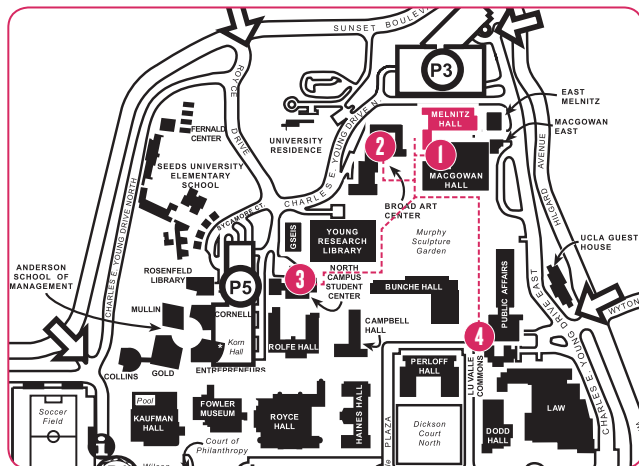 SUNSET BOULEV
ROYCE
DRIVE
P3
EAST
MELNITZ
MELNITZ
HALL
MACGOWAN
EAST
FERNALD
CENTER
UNIVERSITY
RESIDENCE
CHARLES E. YOUNG DRIVE N.
2
1
MACGOWAN
HALL
HILGARD
AVENUE
SEEDS UNIVERSITY
ELEMENTARY
SCHOOL
SYCAMORE CT.
BROAD ART
CENTER
CHARLES E. YOUNG DRIVE NORTH
GSEIS
YOUNG
RESEARCH
LIBRARY
Murphy
Sculpture
Garden
UCLA GUEST
HOUSE
ANDERSON
SCHOOL OF
MANAGEMENT
ROSENFELD
LIBRARY
P5
3
NORTH
CAMPUS
STUDENT
CENTER
BUNCHE HALL
PUBLIC AFFAIRS
WYTON
MULLIN
CORNELL
Korn
Hall
ROLFE HALL
CAMPBELL
HALL
4
CHARLES E YOUNG DRIVE EAST
COLLINS
GOLD
ENTREPRENEURS
PERLOFF
HALL
LU VALLE
COMMONS
Soccer
Field
Pool
KAUFMAN
HALL
FOWLER
MUSEUM
ROYCE
HALL
HAINES HALL
PLAZA
Dickson
Court
North
DODD
HALL
LAW
i
Court of
Philanthropy
Wilson